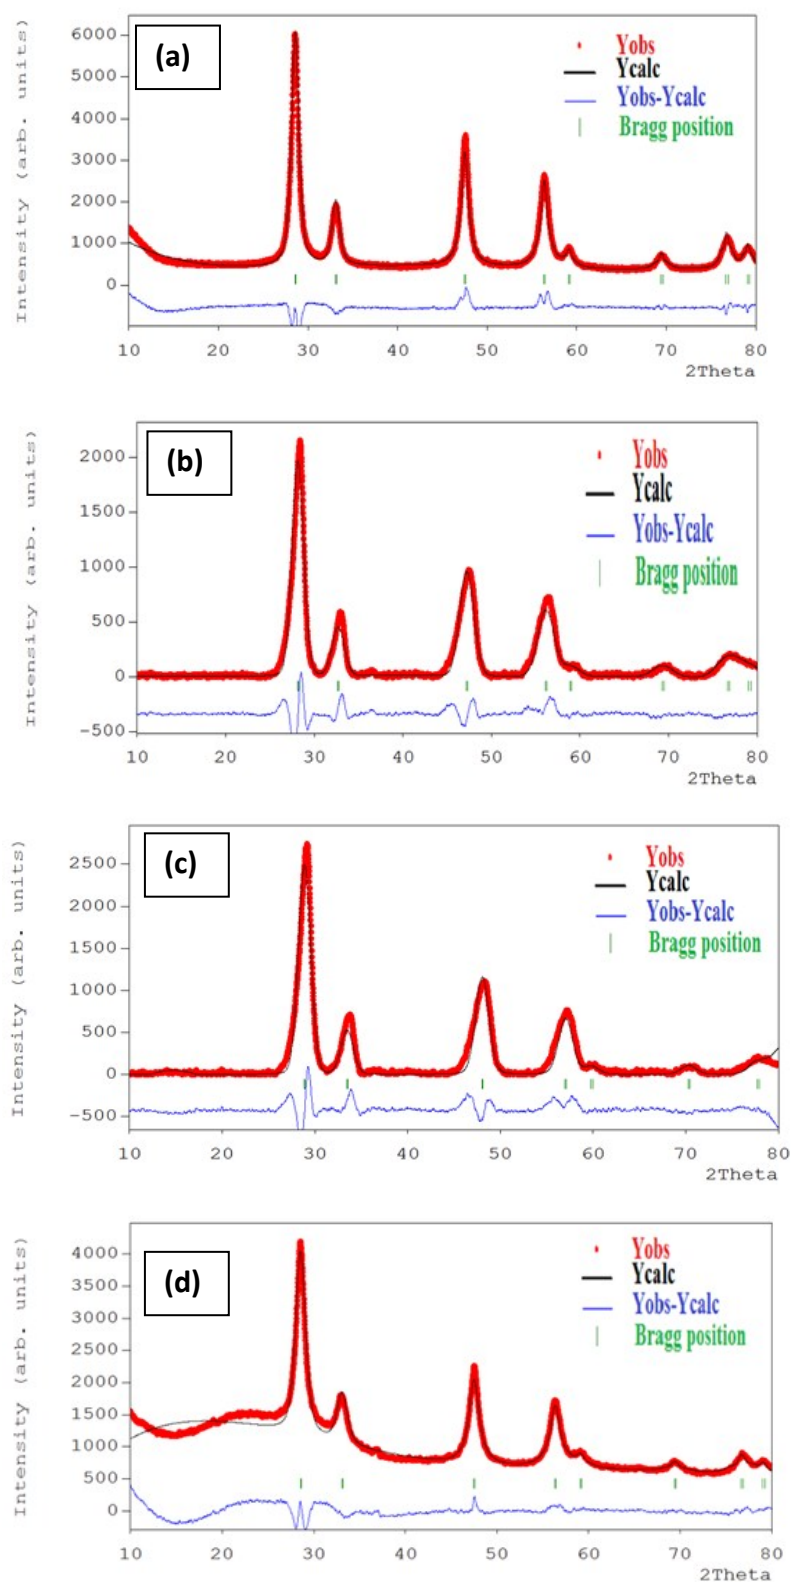 (a)
Intensity (arb. units)
6000
5000
4000
3000
2000
1000
0
Yobs
Ycalc
Yobs-Ycalc
Bragg position
10 20 30 40 50 60 70 80
2Theta
(b)
Intensity (arb. units)
2000
1500
1000
500
0
-500
Yobs
Ycalc
Yobs-Ycalc
Bragg position
10 20 30 40 50 60 70 80
2Theta
(c)
Intensity (arb. units)
2500
2000
1500
1000
500
0
-500
Yobs
Ycalc
Yobs-Ycalc
Bragg position
10 20 30 40 50 60 70 80
2Theta
(d)
Intensity (arb. units)
4000
3500
3000
2500
2000
1500
1000
500
0
Yobs
Ycalc
Yobs-Ycalc
Bragg position
10 20 30 40 50 60 70 80
2Theta